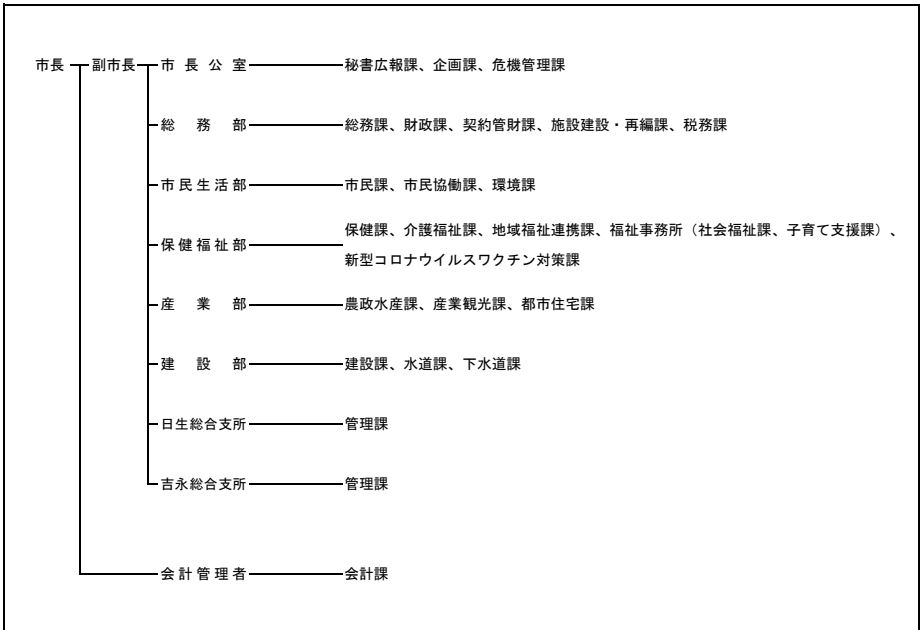 市長 副市長 市長公室 秘書広報課、企画課、危機管理課
総務部 総務課、財政課、契約管財課、施設建設・再編課、税務課
市民生活部 市民課、市民協働課、環境課
保健福祉部 保健課、介護福祉課、地域福祉連携課、福祉事務所（社会福祉課、子育て支援課）、
新型コロナウイルスワクチン対策課
産業部 農政水産課、産業観光課、都市住宅課
建設部 建設課、水道課、下水道課
日生総合支所 管理課
吉永総合支所 管理課
会計管理者 会計課